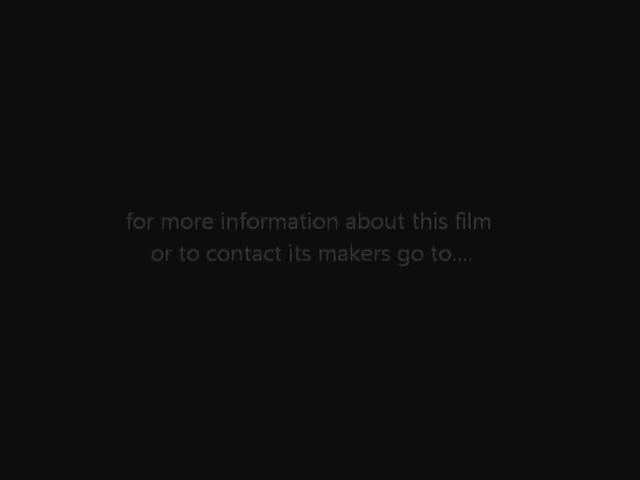 for more information about this film
or to contact its makers go to....